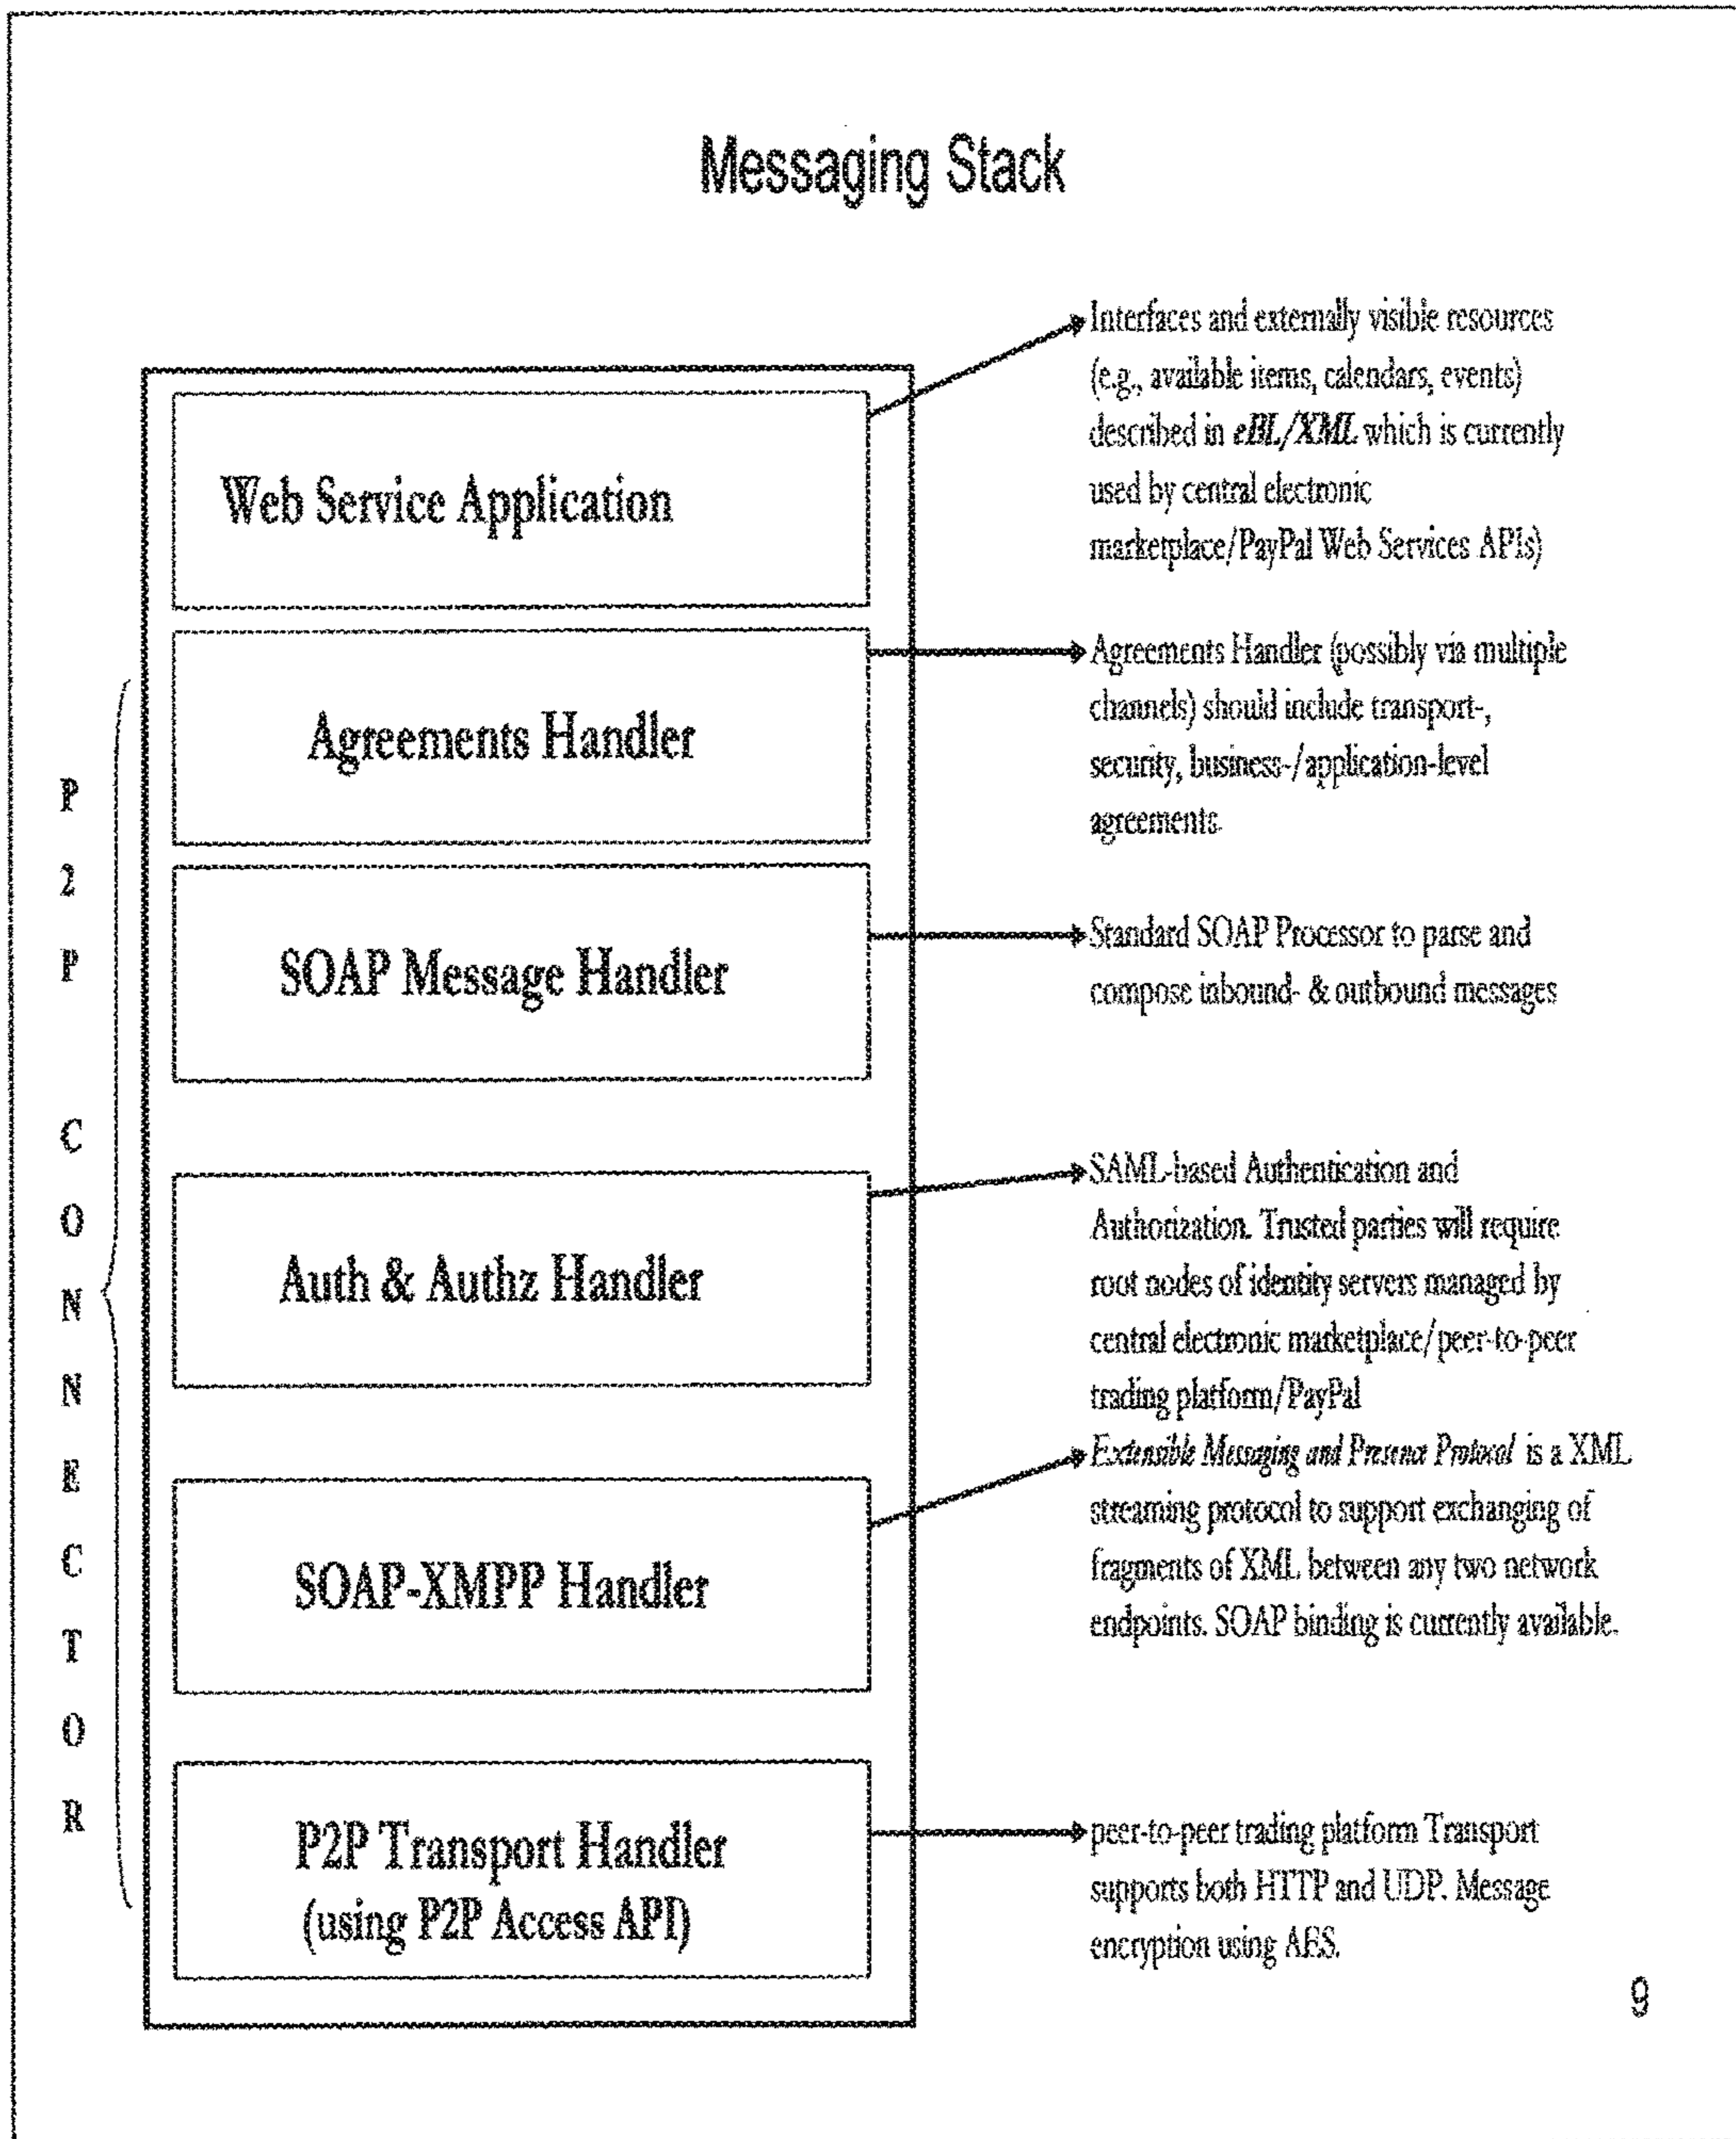 Messaging Stack
Interfaces and externally visible resources
(e.g., available items, calendars, events)
described in eBL/XML which is currently
used by central electronic
marketplace/PayPal Web Services APIs)
Web Service Application
Agreements Handler (possibly via multiple
channels) should include transport-,
security, business-/application-level
agreements.
Agreements Handler
Standard SOAP Processor to parse and
compose inbound- & outbound messages
SOAP Message Handler
SAML-based Authentication and
Authorization. Trusted parties will require
root nodes of identity servers managed by
central electronic marketplace/peer-to-peer
trading platform/PayPal
Auth & Authz Handler
Extensible Messaging and Presence Protocol is a XML
streaming protocol to support exchanging of
fragments of XML between any two network
endpoints. SOAP binding is currently available.
SOAP-XMPP Handler
peer-to-peer trading platform Transport
supports both HTTP and UDP. Message
encryption using AES.
P2P Transport Handler
(using P2P Access API)
P2P CONNECTOR
9